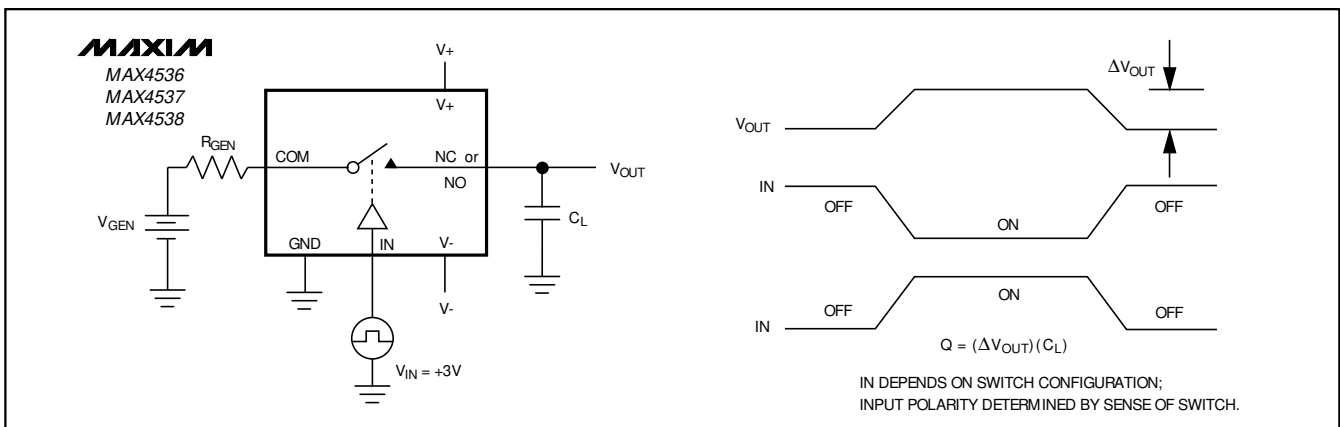 MAXIM
MAX4536
MAX4537
MAX4538
V+
V+
RGEN
COM
NC or
NO
VOUT
VGEN
CL
GND
IN
V-
V-
VIN = +3V
ΔVOUT
VOUT
IN
OFF
ON
OFF
IN
OFF
ON
OFF
Q = (ΔVOUT)(CL)
IN DEPENDS ON SWITCH CONFIGURATION;
INPUT POLARITY DETERMINED BY SENSE OF SWITCH.